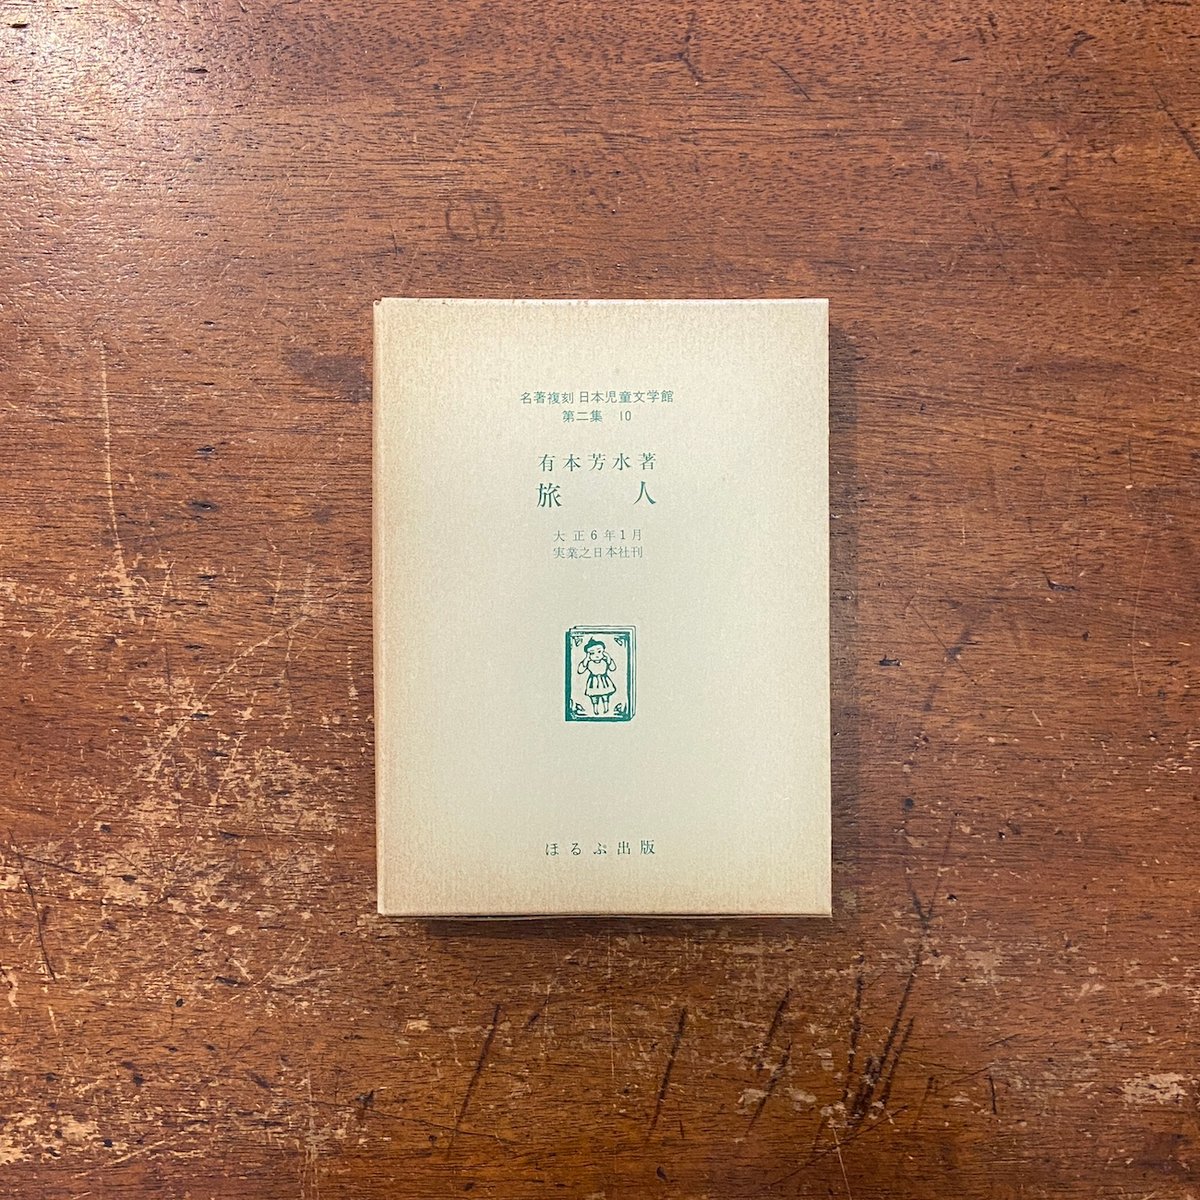 名著複刻 日本児童文学館
第二集 10
有本芳水著
旅 人
大正6年1月
実業之日本社刊
ほるぷ出版